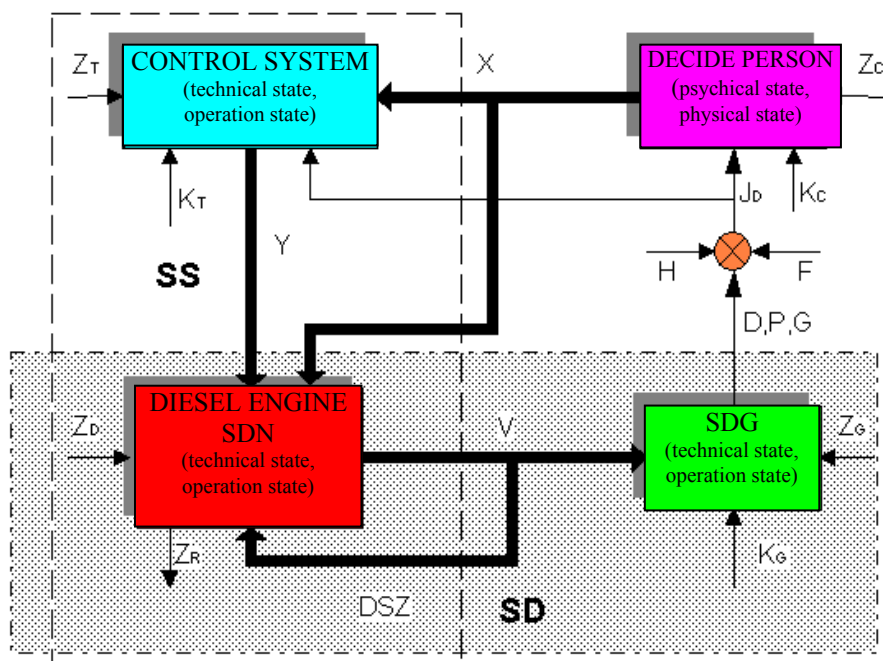 CONTROL SYSTEM
(technical state,
operation state)
DECIDE PERSON
(psychical state,
physical state)
ZT
X
ZC
KT
JD
KC
Y
SS
H
F
D,P,G
DIESEL ENGINE
SDN
(technical state,
operation state)
SDG
(technical state,
operation state)
ZD
V
ZG
ZR
KG
DSZ
SD